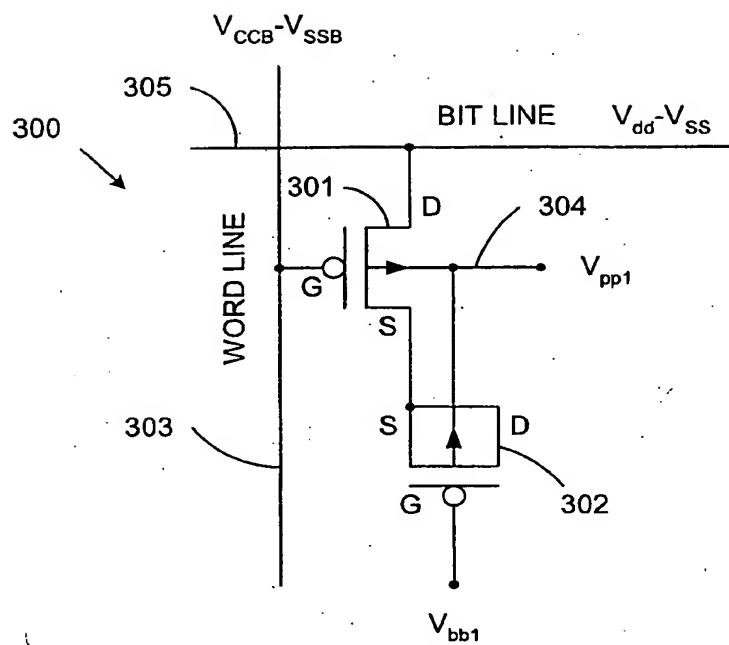 V_CCB-V_SSB
305
BIT LINE V_dd-V_SS
300
301
D
304
WORD LINE
G
V_pp1
S
S
D
303
G
302
V_bb1